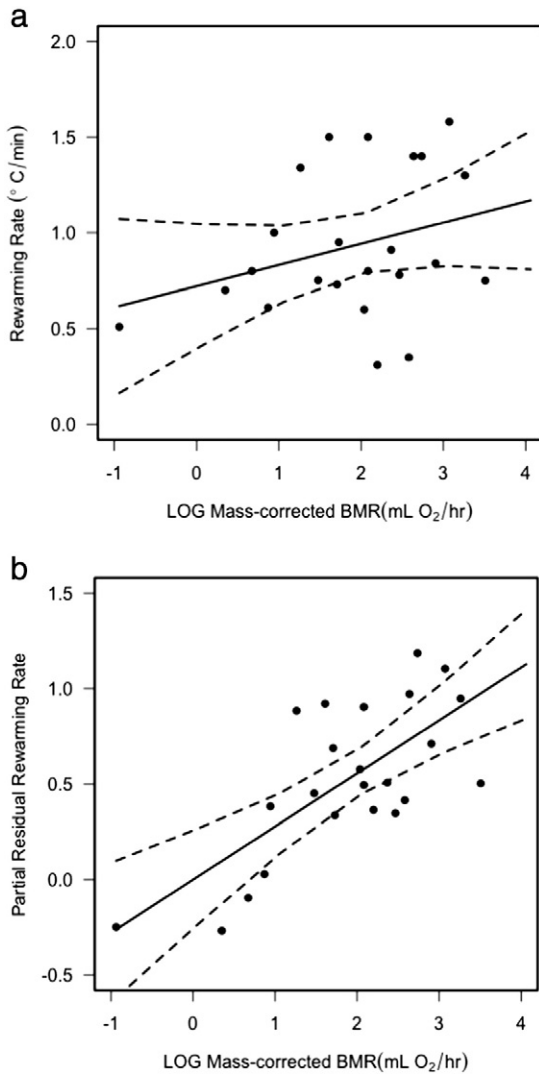 a
2.0
1.5
1.0
0.5
0.0
Rewarming Rate (° C/min)
-1 0 1 2 3 4
LOG Mass-corrected BMR(mL O₂/hr)
b
1.5
1.0
0.5
0.0
-0.5
Partial Residual Rewarming Rate
-1 0 1 2 3 4
LOG Mass-corrected BMR(mL O₂/hr)